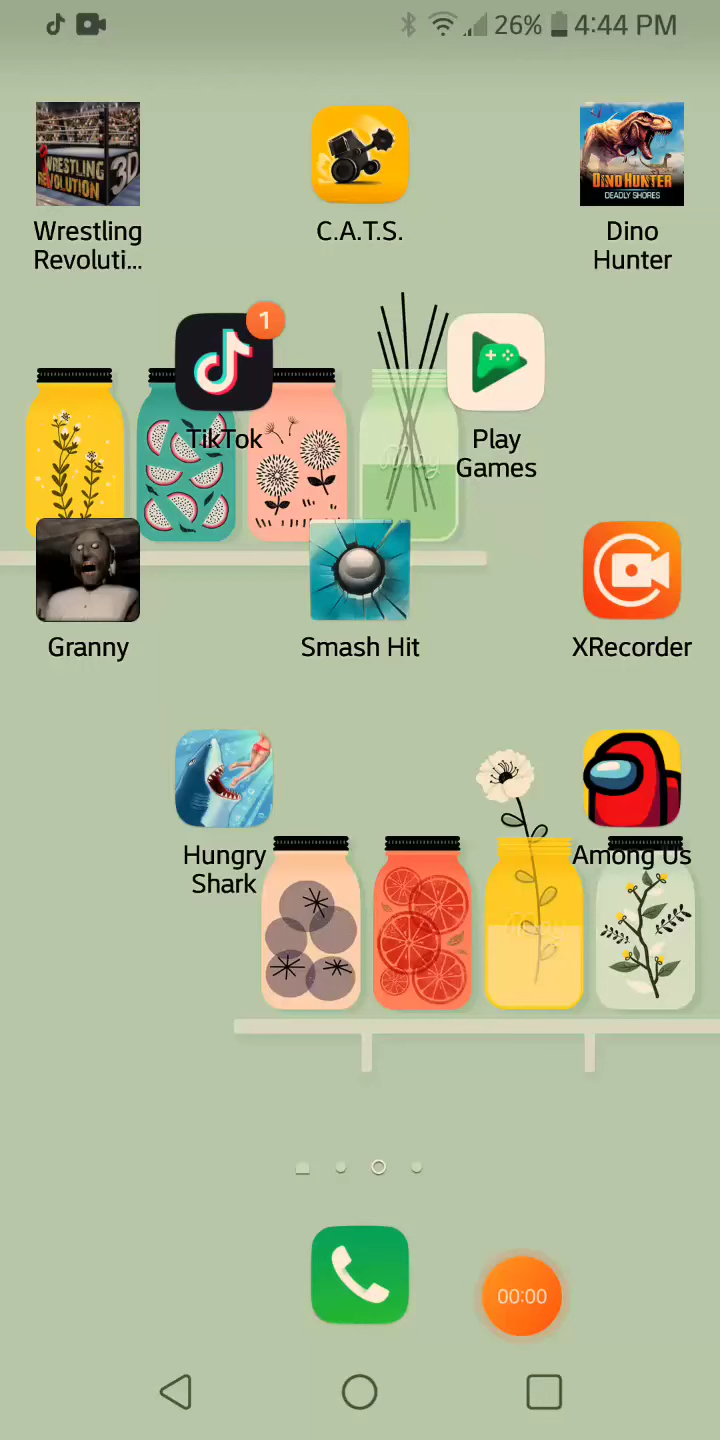 26% 4:44 PM
WRESTLING
REVOLUTION 3D
DINO HUNTER
DEADLY SHORES
Wrestling
Revoluti...
C.A.T.S.
Dino
Hunter
1
TikTok
Play
Games
Granny
Smash Hit
XRecorder
Hungry
Shark
Among Us
00:00